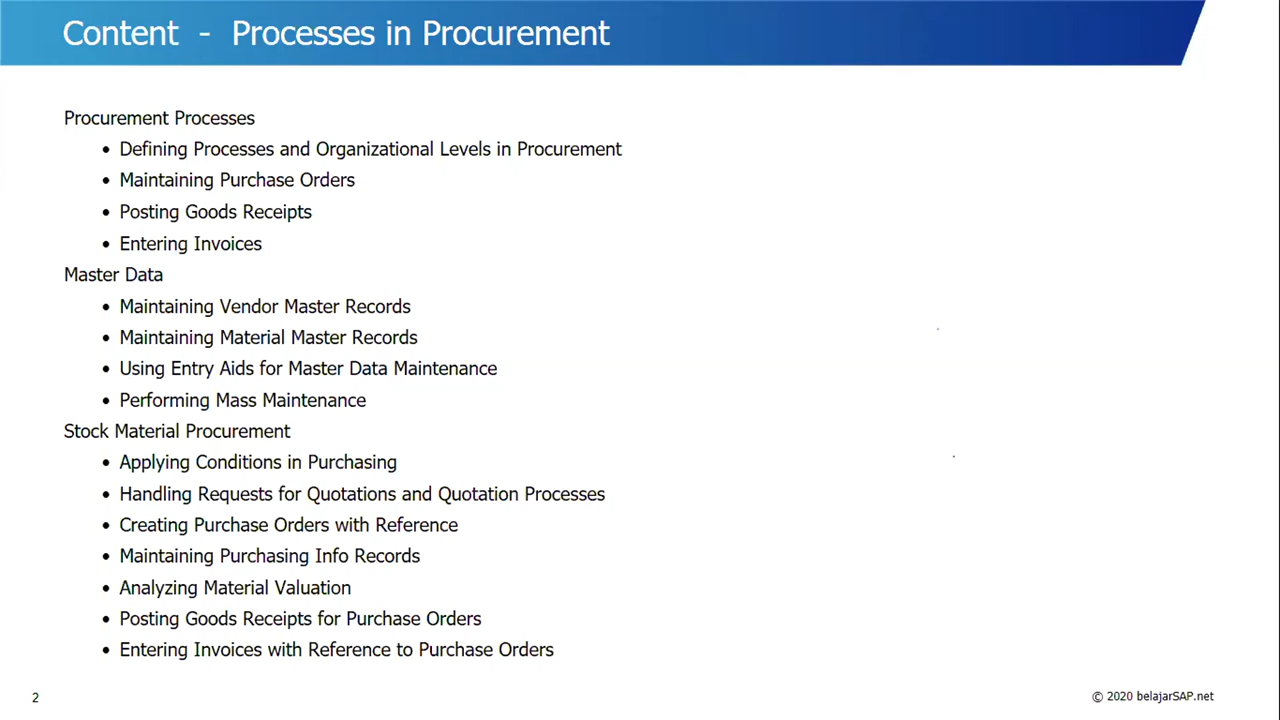 Content - Processes in Procurement
Procurement Processes
• Defining Processes and Organizational Levels in Procurement
• Maintaining Purchase Orders
• Posting Goods Receipts
• Entering Invoices
Master Data
• Maintaining Vendor Master Records
• Maintaining Material Master Records
• Using Entry Aids for Master Data Maintenance
• Performing Mass Maintenance
Stock Material Procurement
• Applying Conditions in Purchasing
• Handling Requests for Quotations and Quotation Processes
• Creating Purchase Orders with Reference
• Maintaining Purchasing Info Records
• Analyzing Material Valuation
• Posting Goods Receipts for Purchase Orders
• Entering Invoices with Reference to Purchase Orders
2
© 2020 belajarSAP.net